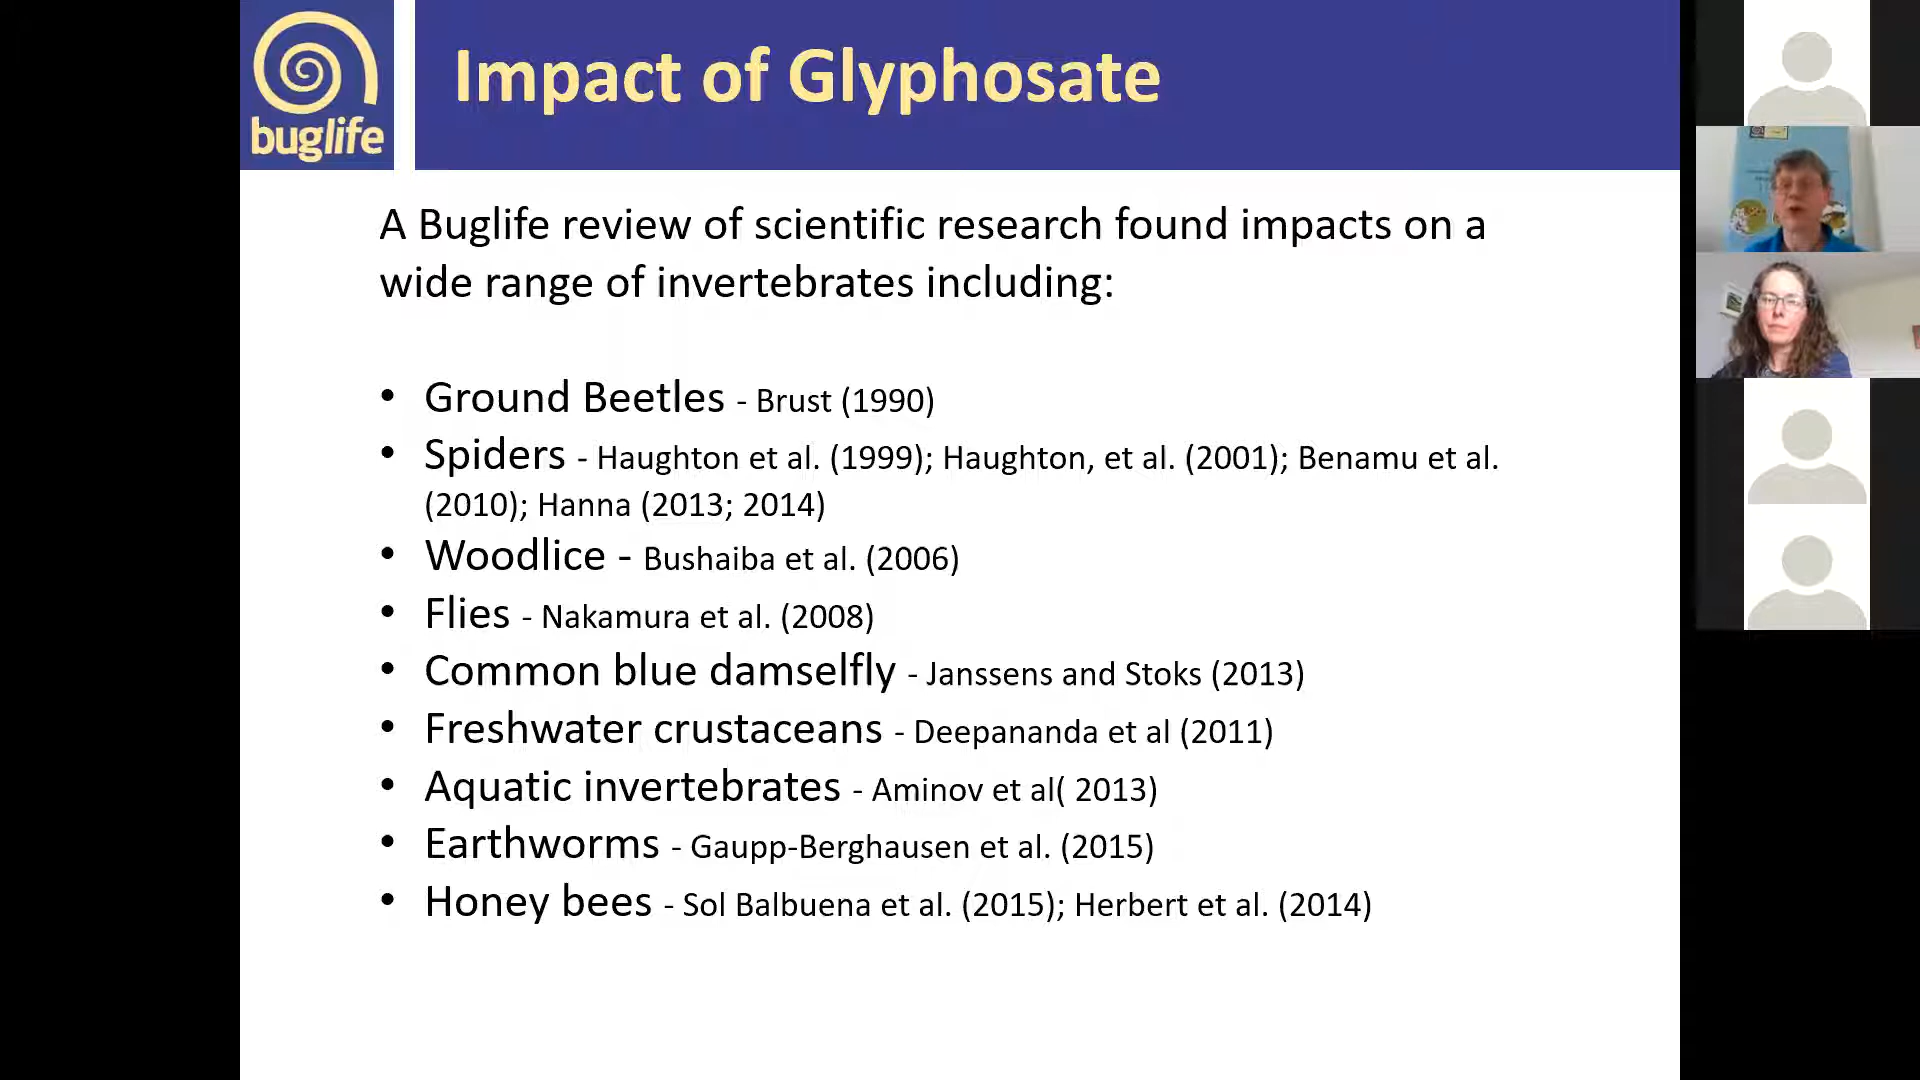 buglife
Impact of Glyphosate
A Buglife review of scientific research found impacts on a
wide range of invertebrates including:
• Ground Beetles - Brust (1990)
• Spiders - Haughton et al. (1999); Haughton, et al. (2001); Benamu et al.
(2010); Hanna (2013; 2014)
• Woodlice - Bushaiba et al. (2006)
• Flies - Nakamura et al. (2008)
• Common blue damselfly - Janssens and Stoks (2013)
• Freshwater crustaceans - Deepananda et al (2011)
• Aquatic invertebrates - Aminov et al( 2013)
• Earthworms - Gaupp-Berghausen et al. (2015)
• Honey bees - Sol Balbuena et al. (2015); Herbert et al. (2014)